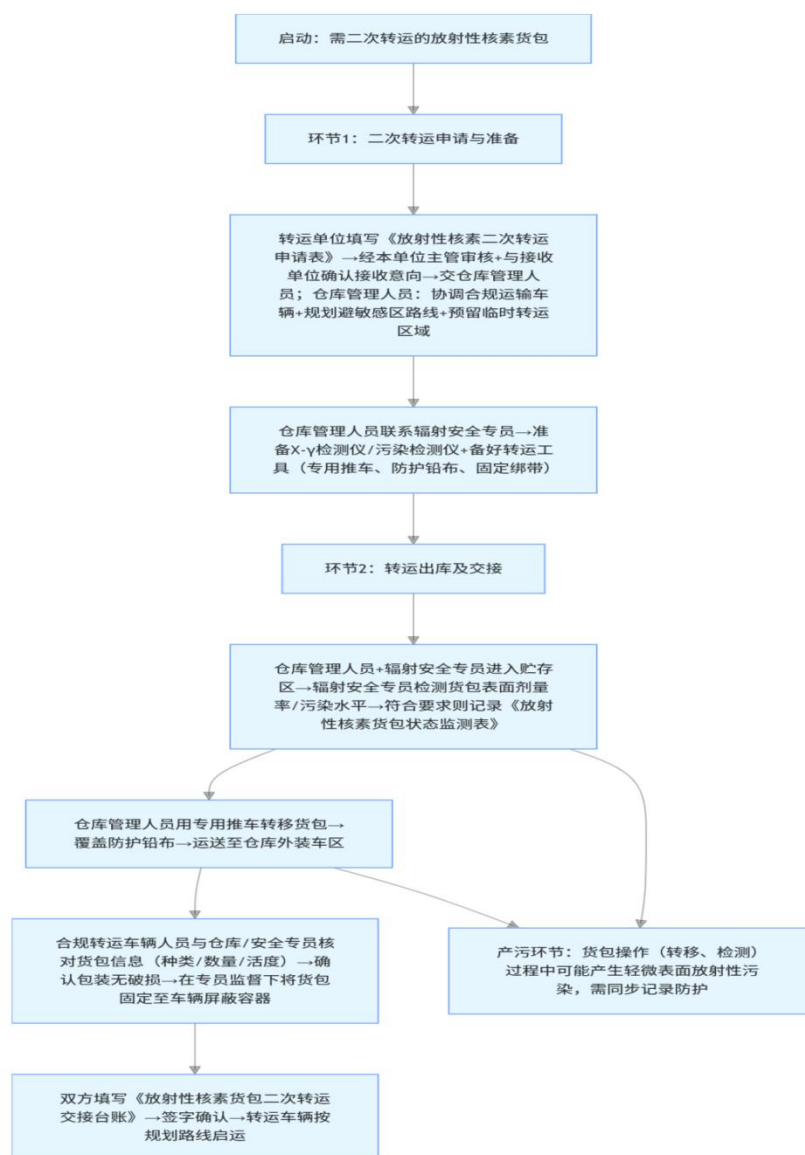 启动：需二次转运的放射性核素货包
环节1：二次转运申请与准备
转运单位填写《放射性核素二次转运
申请表》→经本单位主管审核+与接收
单位确认接收意向→交仓库管理人
员；仓库管理人员：协调合规运输车
辆+规划避敏感区路线+预留临时转运
区域
仓库管理人员联系辐射安全专员→准
备X-γ检测仪/污染检测仪+备好转运工
具（专用推车、防护铅布、固定绑带）
环节2：转运出库及交接
仓库管理人员+辐射安全专员进入贮存
区→辐射安全专员检测货包表面剂量
率/污染水平→符合要求则记录《放射
性核素货包状态监测表》
仓库管理人员用专用推车转移货包→
覆盖防护铅布→运送至仓库外装车区
合规转运车辆人员与仓库/安全专员核
对货包信息（种类/数量/活度）→确
认包装无破损→在专员监督下将货包
固定至车辆屏蔽容器
产污环节：货包操作（转移、检测）
过程中可能产生轻微表面放射性污
染，需同步记录防护
双方填写《放射性核素货包二次转运
交接台账》→签字确认→转运车辆按
规划路线启运